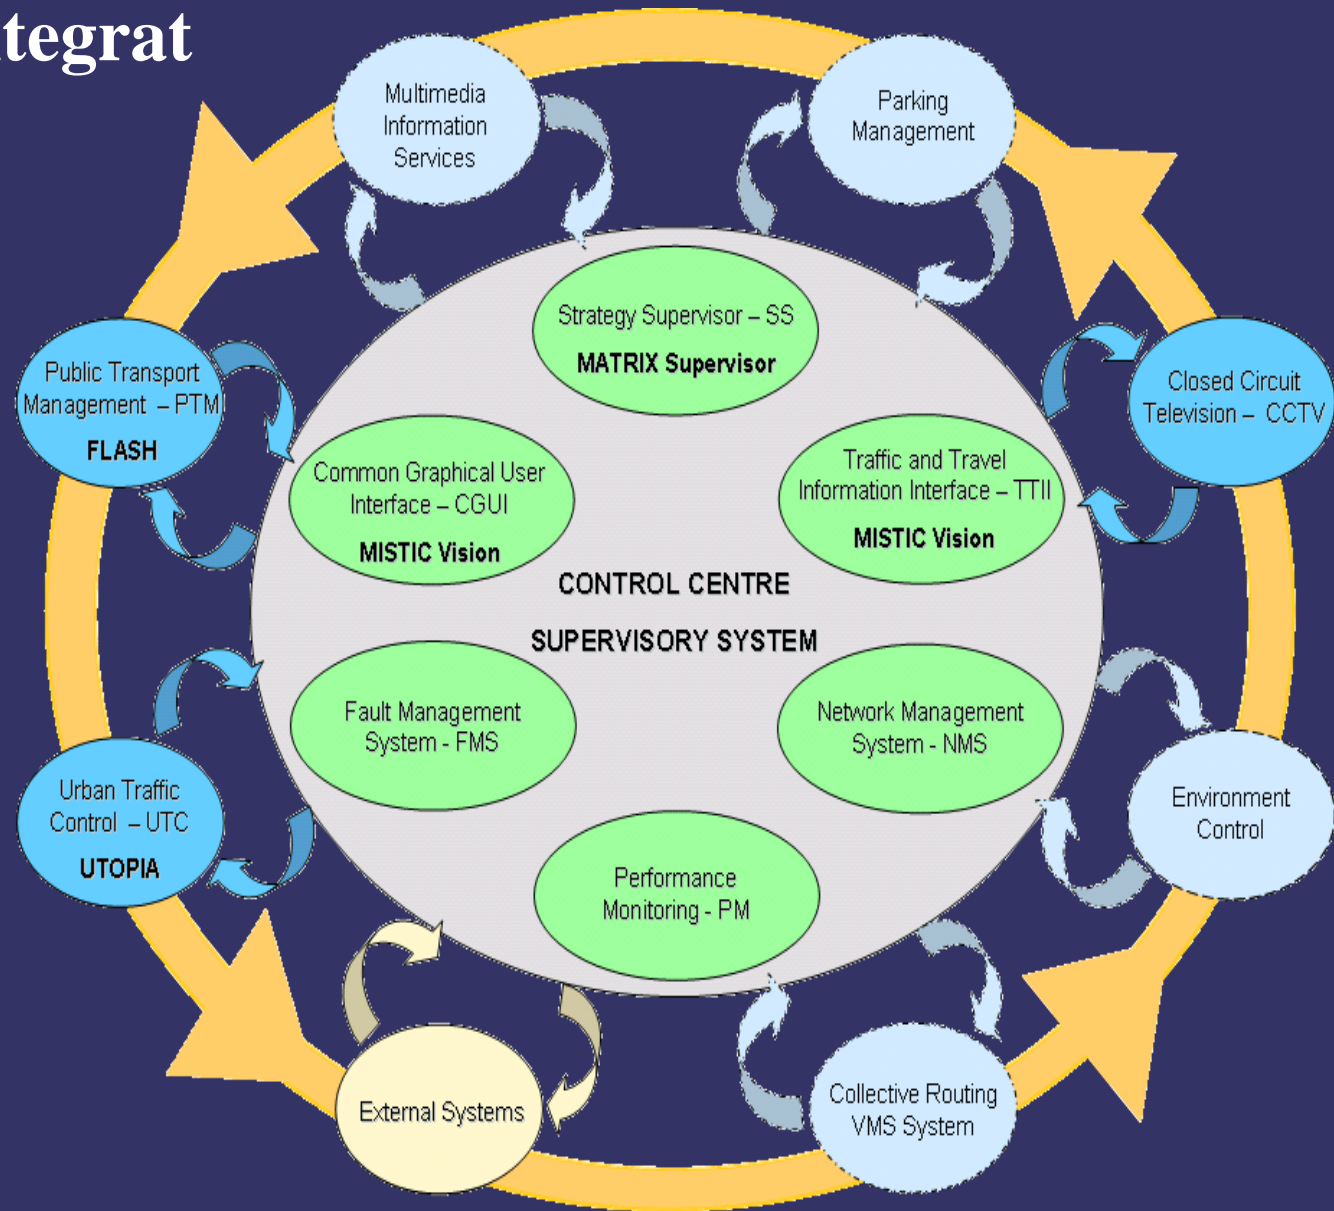 ntegrat
Multimedia
Information
Services
Parking
Management
Strategy Supervisor – SS
MATRIX Supervisor
Public Transport
Management – PTM
FLASH
Closed Circuit
Television – CCTV
Common Graphical User
Interface – CGUI
MISTIC Vision
Traffic and Travel
Information Interface – TTII
MISTIC Vision
CONTROL CENTRE
SUPERVISORY SYSTEM
Fault Management
System - FMS
Network Management
System - NMS
Urban Traffic
Control – UTC
UTOPIA
Environment
Control
Performance
Monitoring - PM
External Systems
Collective Routing
VMS System